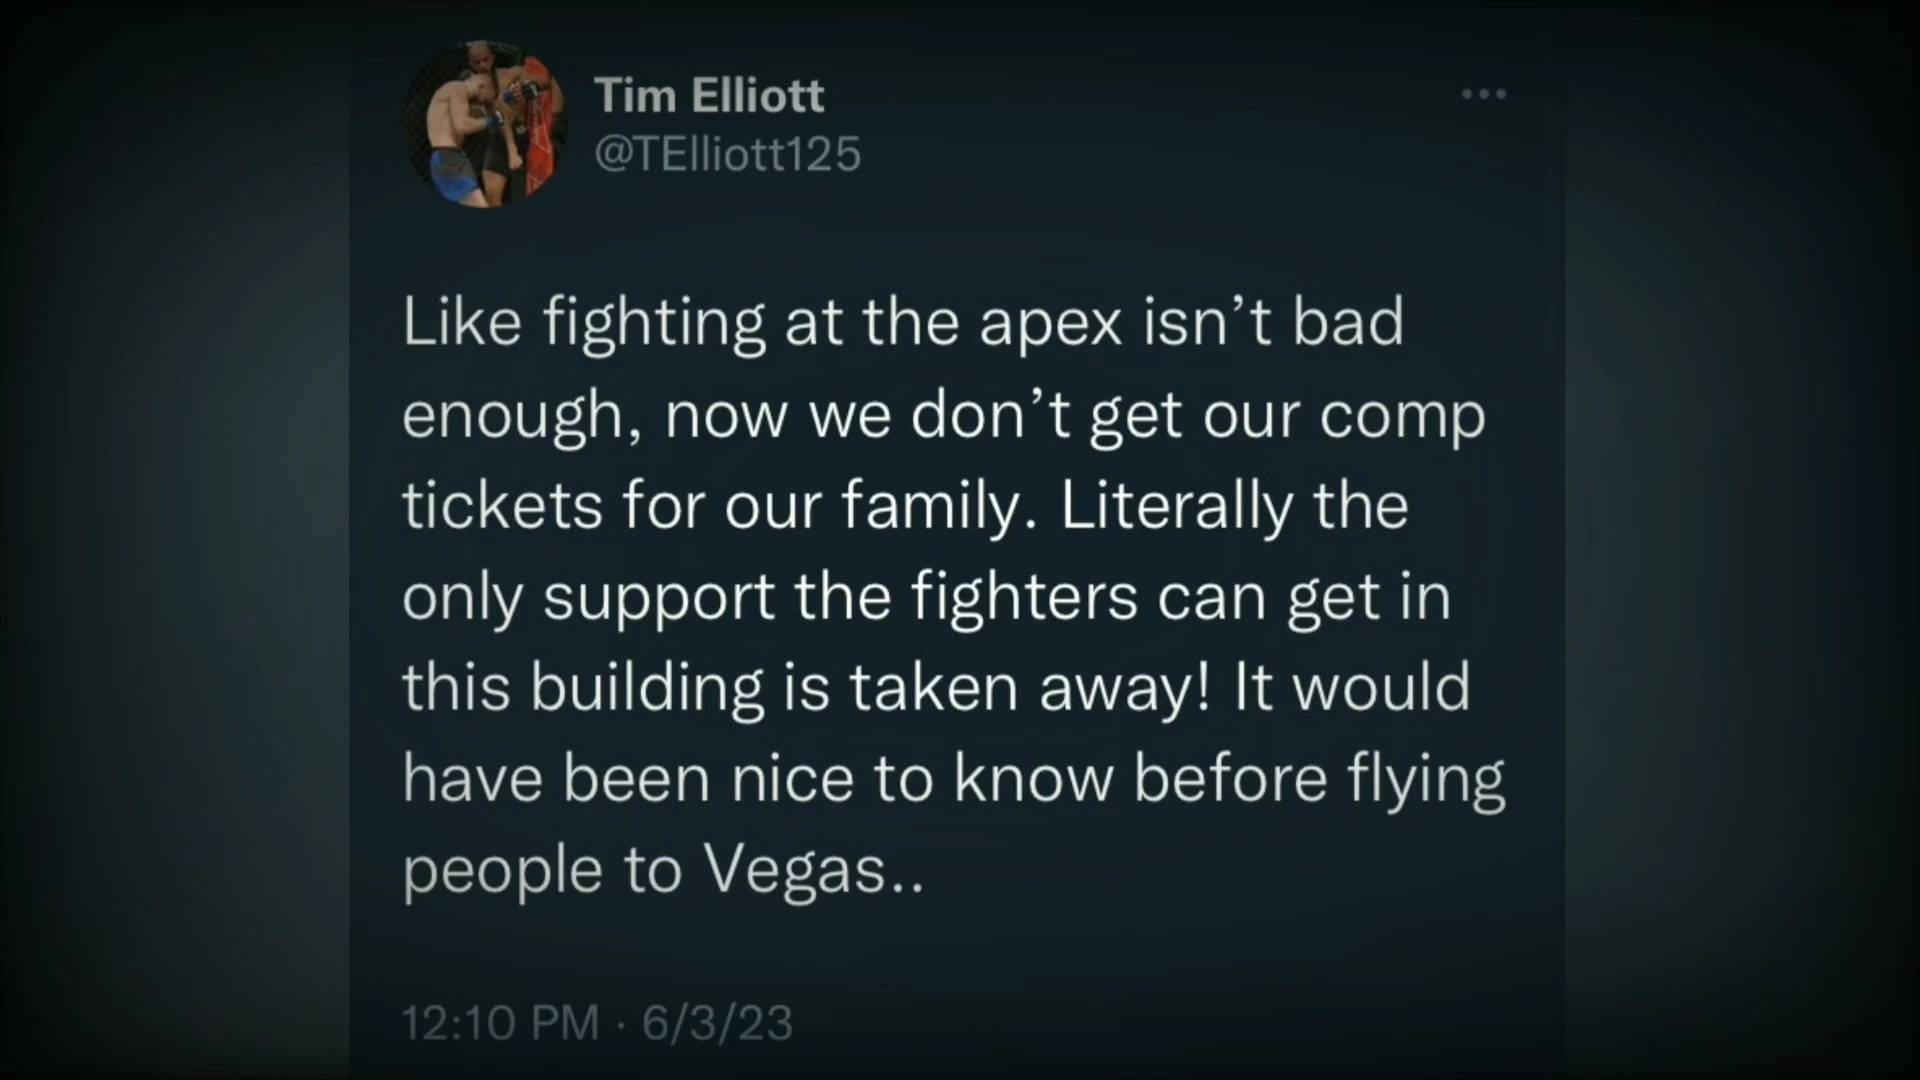 Tim Elliott
@TElliott125
Like fighting at the apex isn’t bad
enough, now we don’t get our comp
tickets for our family. Literally the
only support the fighters can get in
this building is taken away! It would
have been nice to know before flying
people to Vegas..
12:10 PM · 6/3/23